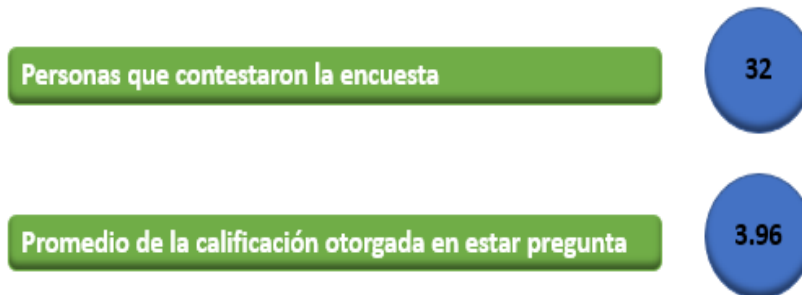 Personas que contestaron la encuesta
32
Promedio de la calificación otorgada en estar pregunta
3.96